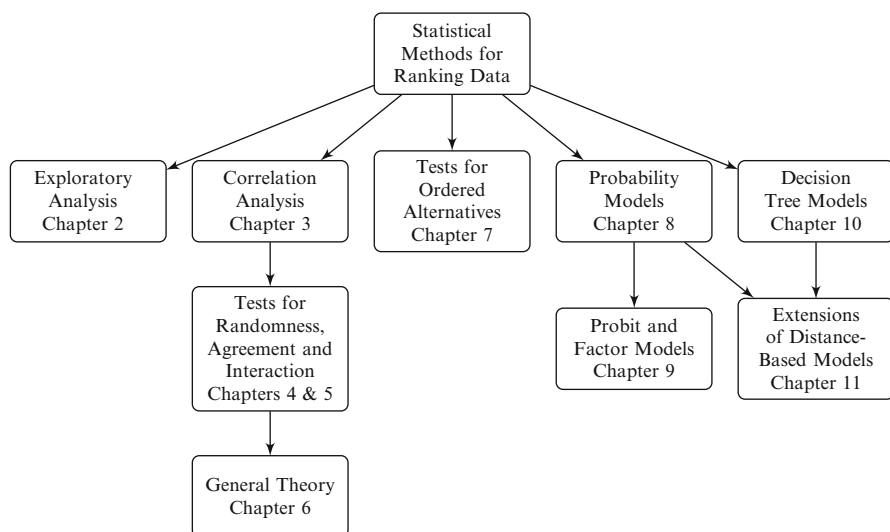 Statistical
Methods for
Ranking Data
Exploratory
Analysis
Chapter 2
Correlation
Analysis
Chapter 3
Tests for
Ordered
Alternatives
Chapter 7
Probability
Models
Chapter 8
Decision
Tree Models
Chapter 10
Tests for
Randomness,
Agreement and
Interaction
Chapters 4 & 5
Probit and
Factor Models
Chapter 9
Extensions
of Distance-
Based Models
Chapter 11
General Theory
Chapter 6